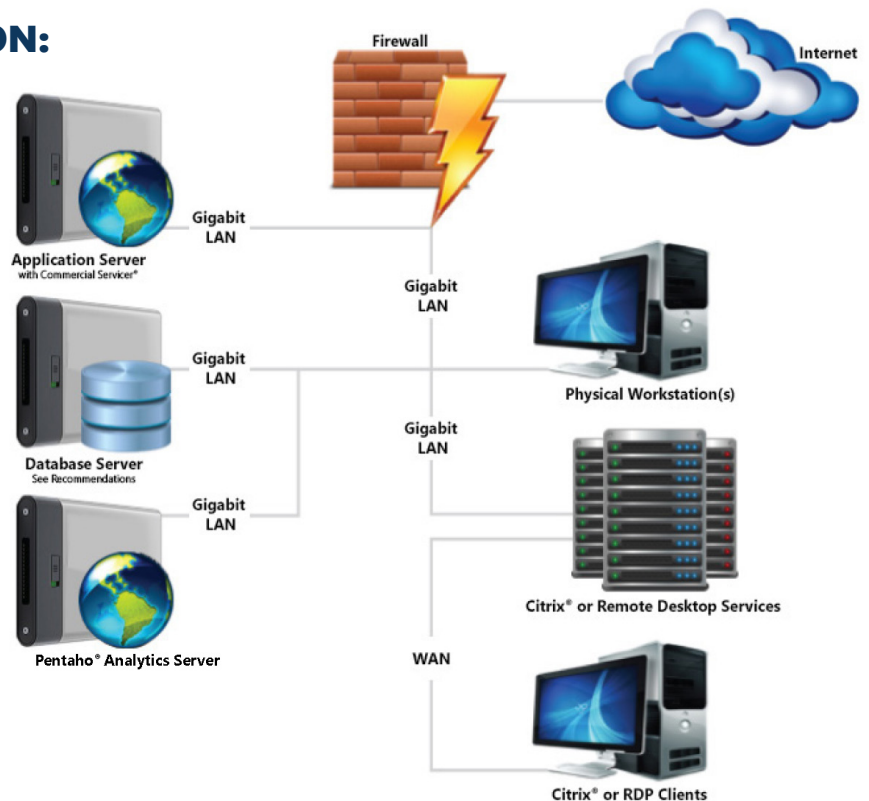 ON:
Firewall
Internet
Gigabit
LAN
Application Server
with Commercial Servicer®
Gigabit
LAN
Gigabit
LAN
Physical Workstation(s)
Database Server
See Recommendations
Gigabit
LAN
Gigabit
LAN
Citrix® or Remote Desktop Services
Pentaho® Analytics Server
WAN
Citrix® or RDP Clients